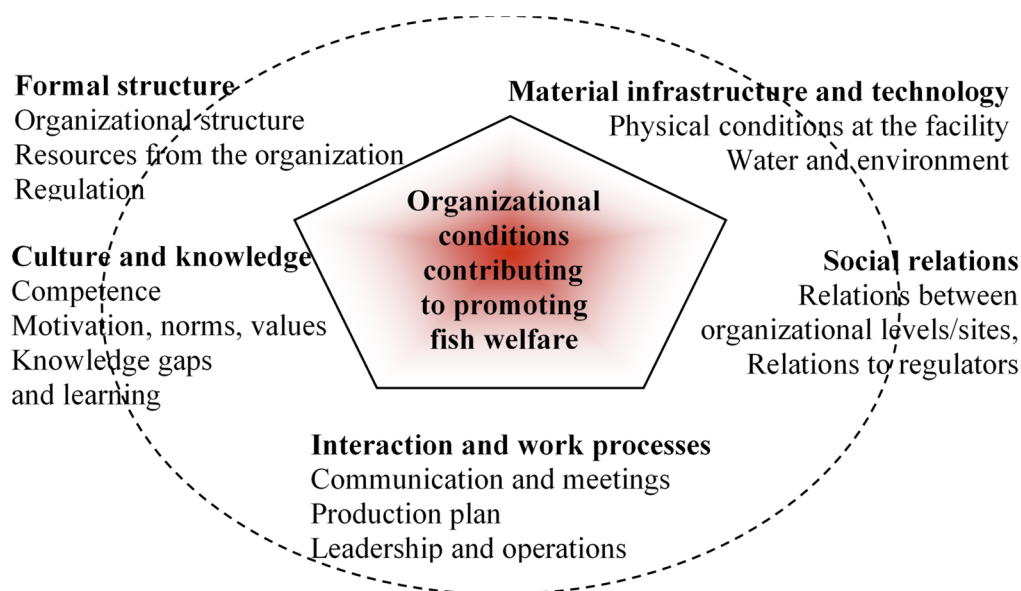 Formal structure
Organizational structure
Resources from the organization
Regulation
Material infrastructure and technology
Physical conditions at the facility
Water and environment
Organizational
conditions
contributing
to promoting
fish welfare
Culture and knowledge
Competence
Motivation, norms, values
Knowledge gaps
and learning
Social relations
Relations between
organizational levels/sites,
Relations to regulators
Interaction and work processes
Communication and meetings
Production plan
Leadership and operations